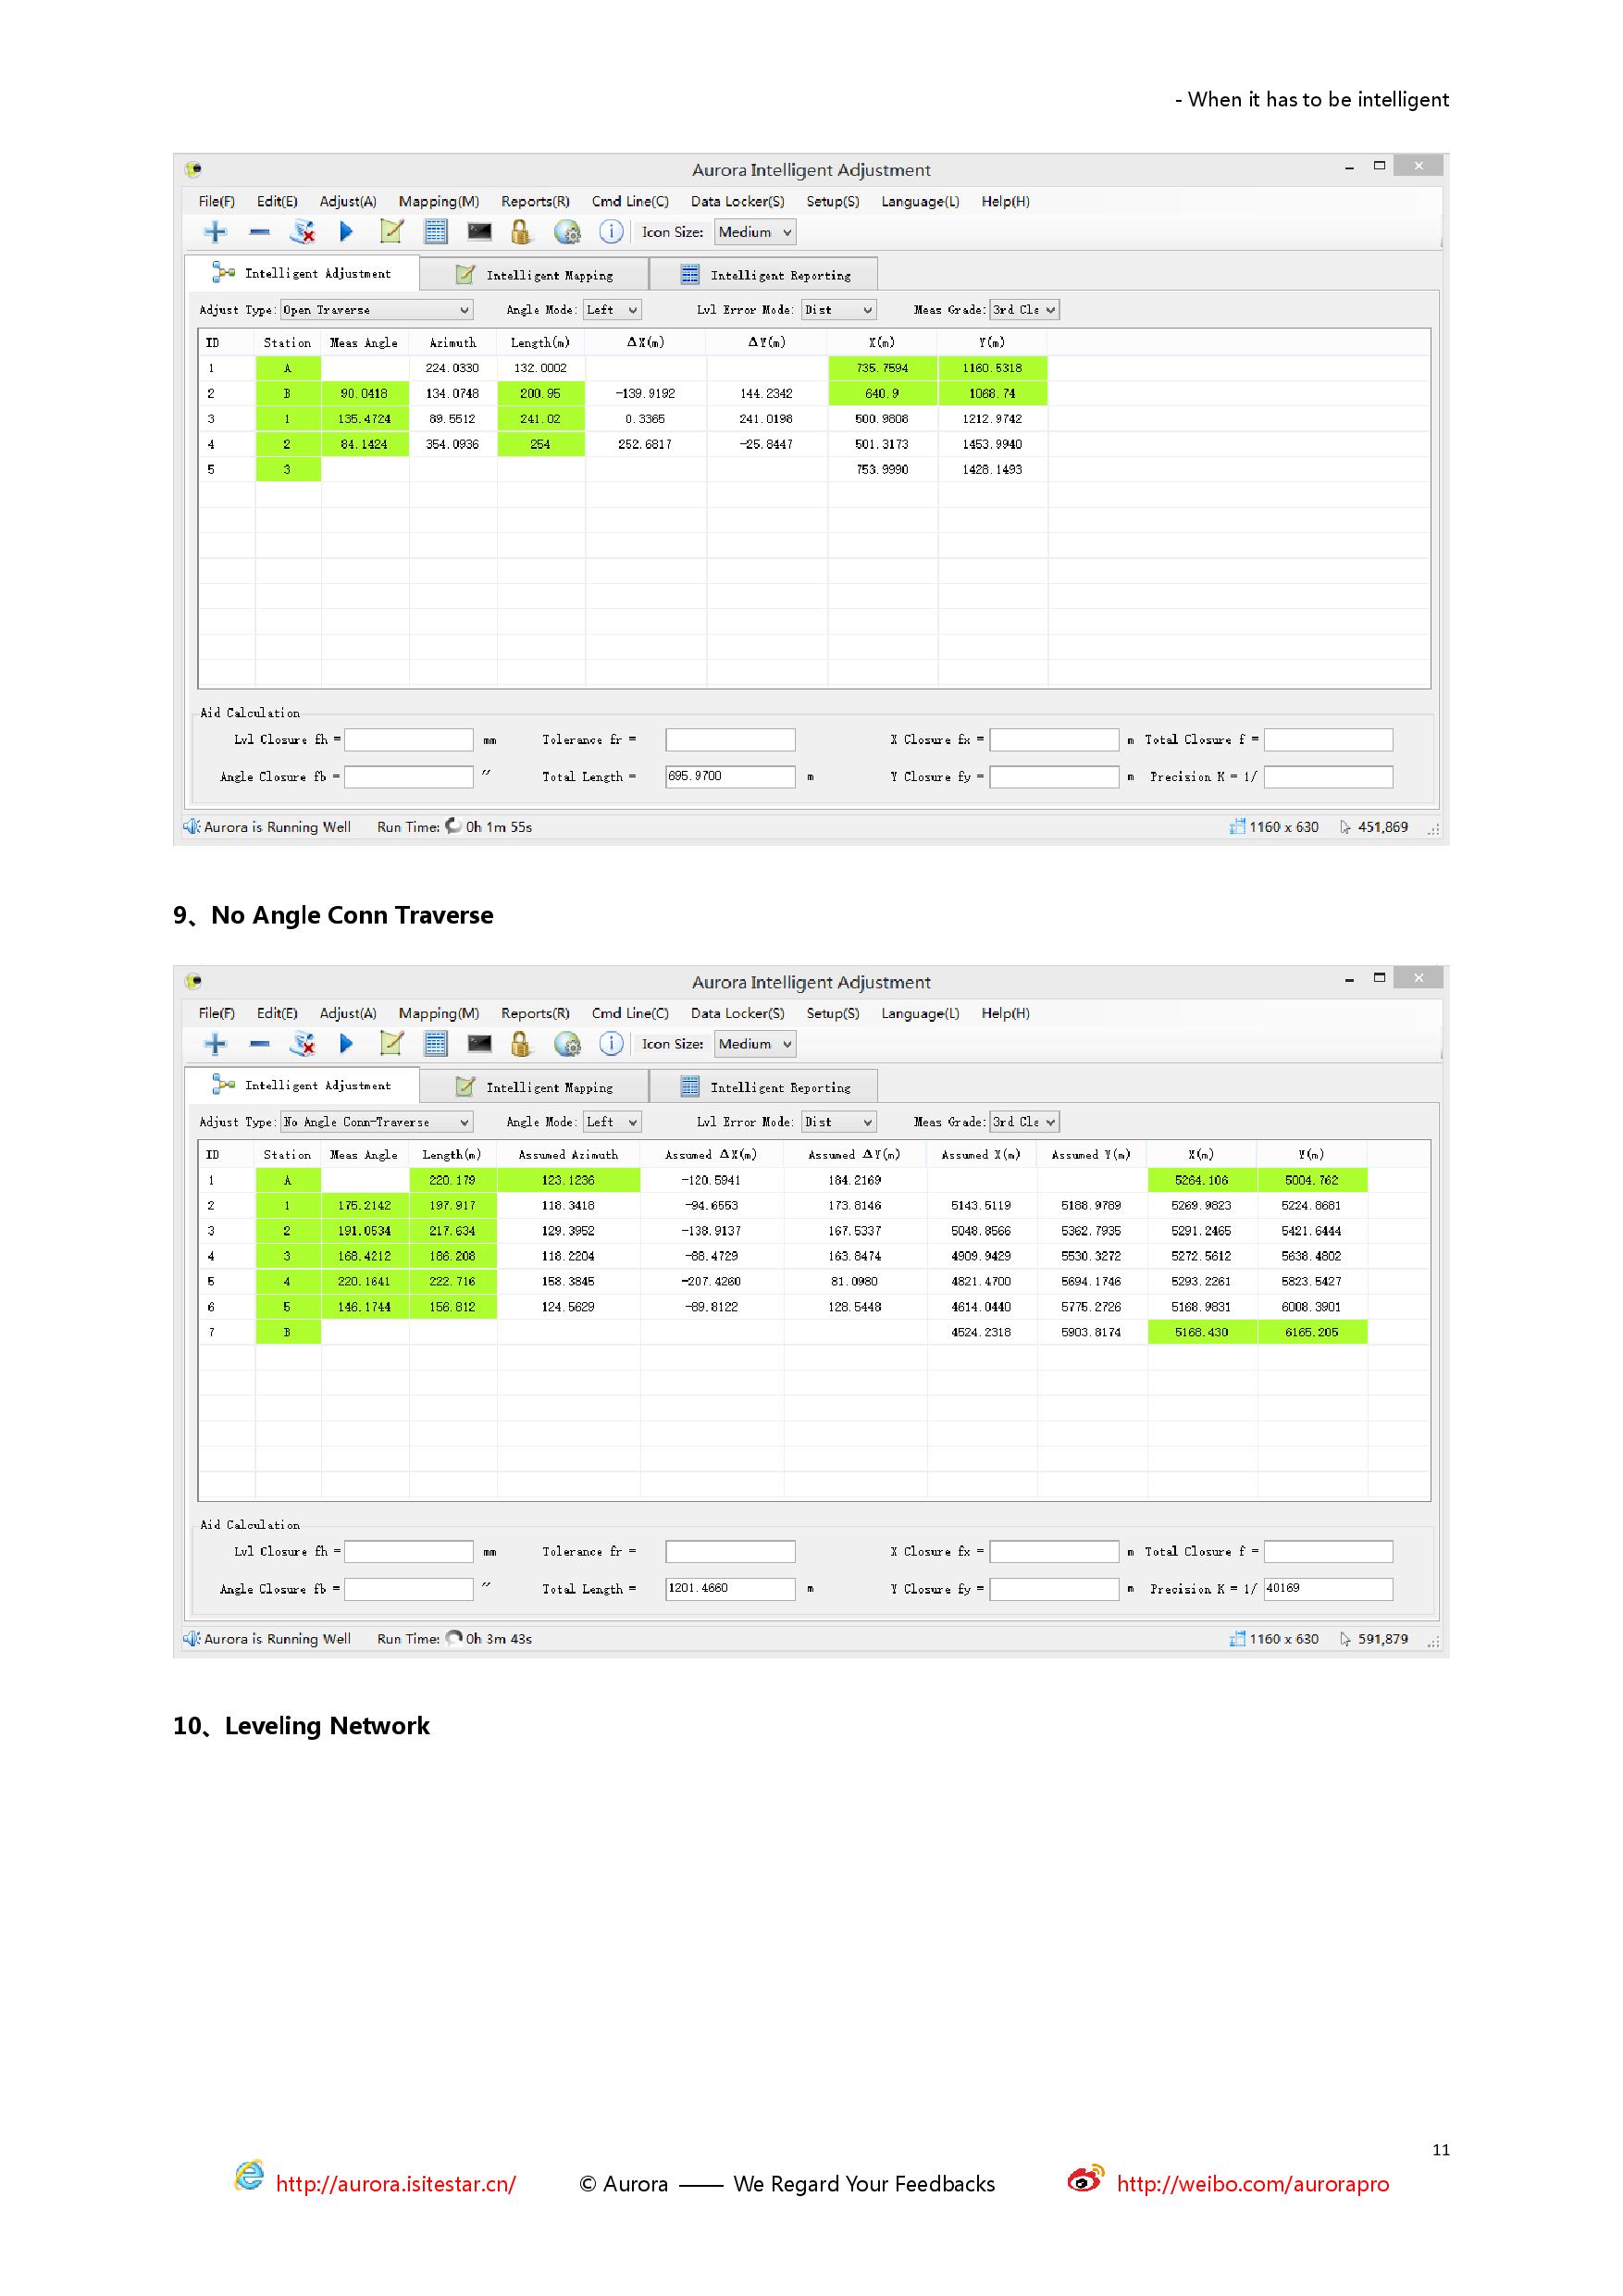 - When it has to be intelligent
Aurora Intelligent Adjustment
File(F) Edit(E) Adjust(A) Mapping(M) Reports(R) Cmd Line(C) Data Locker(S) Setup(S) Language(L) Help(H)
Icon Size: Medium
Intelligent Adjustment Intelligent Mapping Intelligent Reporting
Adjust Type: Open Traverse Angle Mode: Left Lvl Error Mode: Dist Meas Grade: 3rd Cla
ID Station Meas Angle Azimuth Length(m) ΔX(m) ΔY(m) X(m) Y(m)
1 A 224.0330 132.0002 735.7594 1160.5318
2 B 90.0418 134.0748 200.95 -139.9192 144.2342 640.9 1068.74
3 1 135.4724 89.5512 241.02 0.3365 241.0198 500.9808 1212.9742
4 2 84.1424 354.0936 254 252.6817 -25.8447 501.3173 1453.9940
5 3 753.9990 1428.1493
Aid Calculation
Lvl Closure fh = mm Tolerance fr = X Closure fx = m Total Closure f =
Angle Closure fb = ″ Total Length = 695.9700 m Y Closure fy = m Precision K = 1/
Aurora is Running Well Run Time: 0h 1m 55s 1160 x 630 451,869
9、No Angle Conn Traverse
Aurora Intelligent Adjustment
File(F) Edit(E) Adjust(A) Mapping(M) Reports(R) Cmd Line(C) Data Locker(S) Setup(S) Language(L) Help(H)
Icon Size: Medium
Intelligent Adjustment Intelligent Mapping Intelligent Reporting
Adjust Type: No Angle Conn-Traverse Angle Mode: Left Lvl Error Mode: Dist Meas Grade: 3rd Cla
ID Station Meas Angle Length(m) Assumed Azimuth Assumed ΔX(m) Assumed ΔY(m) Assumed X(m) Assumed Y(m) X(m) Y(m)
1 A 220.179 123.1236 -120.5941 184.2169 5264.106 5004.762
2 1 175.2142 197.917 118.3418 -94.6553 173.8146 5143.5119 5188.9789 5269.9823 5224.8681
3 2 191.0534 217.634 129.3952 -138.9137 167.5337 5048.8566 5362.7935 5291.2465 5421.6444
4 3 168.4212 186.208 118.2204 -88.4729 163.8474 4909.9429 5530.3272 5272.5612 5638.4802
5 4 220.1641 222.716 158.3845 -207.4260 81.0980 4821.4700 5694.1746 5293.2261 5823.5427
6 5 146.1744 156.812 124.5629 -89.8122 128.5448 4614.0440 5775.2726 5168.9831 6008.3901
7 B 4524.2318 5903.8174 5168.430 6165.205
Aid Calculation
Lvl Closure fh = mm Tolerance fr = X Closure fx = m Total Closure f =
Angle Closure fb = ″ Total Length = 1201.4660 m Y Closure fy = m Precision K = 1/ 40169
Aurora is Running Well Run Time: 0h 3m 43s 1160 x 630 591,879
10、Leveling Network
11
http://aurora.isitestar.cn/ © Aurora —— We Regard Your Feedbacks http://weibo.com/aurorapro